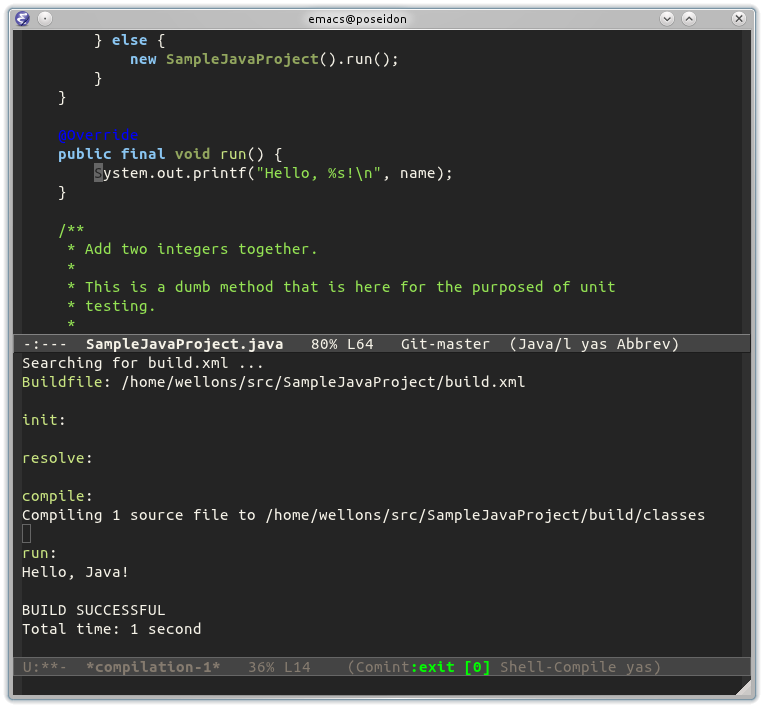 emacs@poseidon
        } else {
            new SampleJavaProject().run();
        }
    }

    @Override
    public final void run() {
        System.out.printf("Hello, %s!\n", name);
    }

    /**
     * Add two integers together.
     *
     * This is a dumb method that is here for the purposed of unit
     * testing.
     *
-:---  SampleJavaProject.java   80% L64   Git-master  (Java/l yas Abbrev)
Searching for build.xml ...
Buildfile: /home/wellons/src/SampleJavaProject/build.xml

init:

resolve:

compile:
Compiling 1 source file to /home/wellons/src/SampleJavaProject/build/classes

run:
Hello, Java!

BUILD SUCCESSFUL
Total time: 1 second

U:**-  *compilation-1*   36% L14    (Comint:exit [0] Shell-Compile yas)